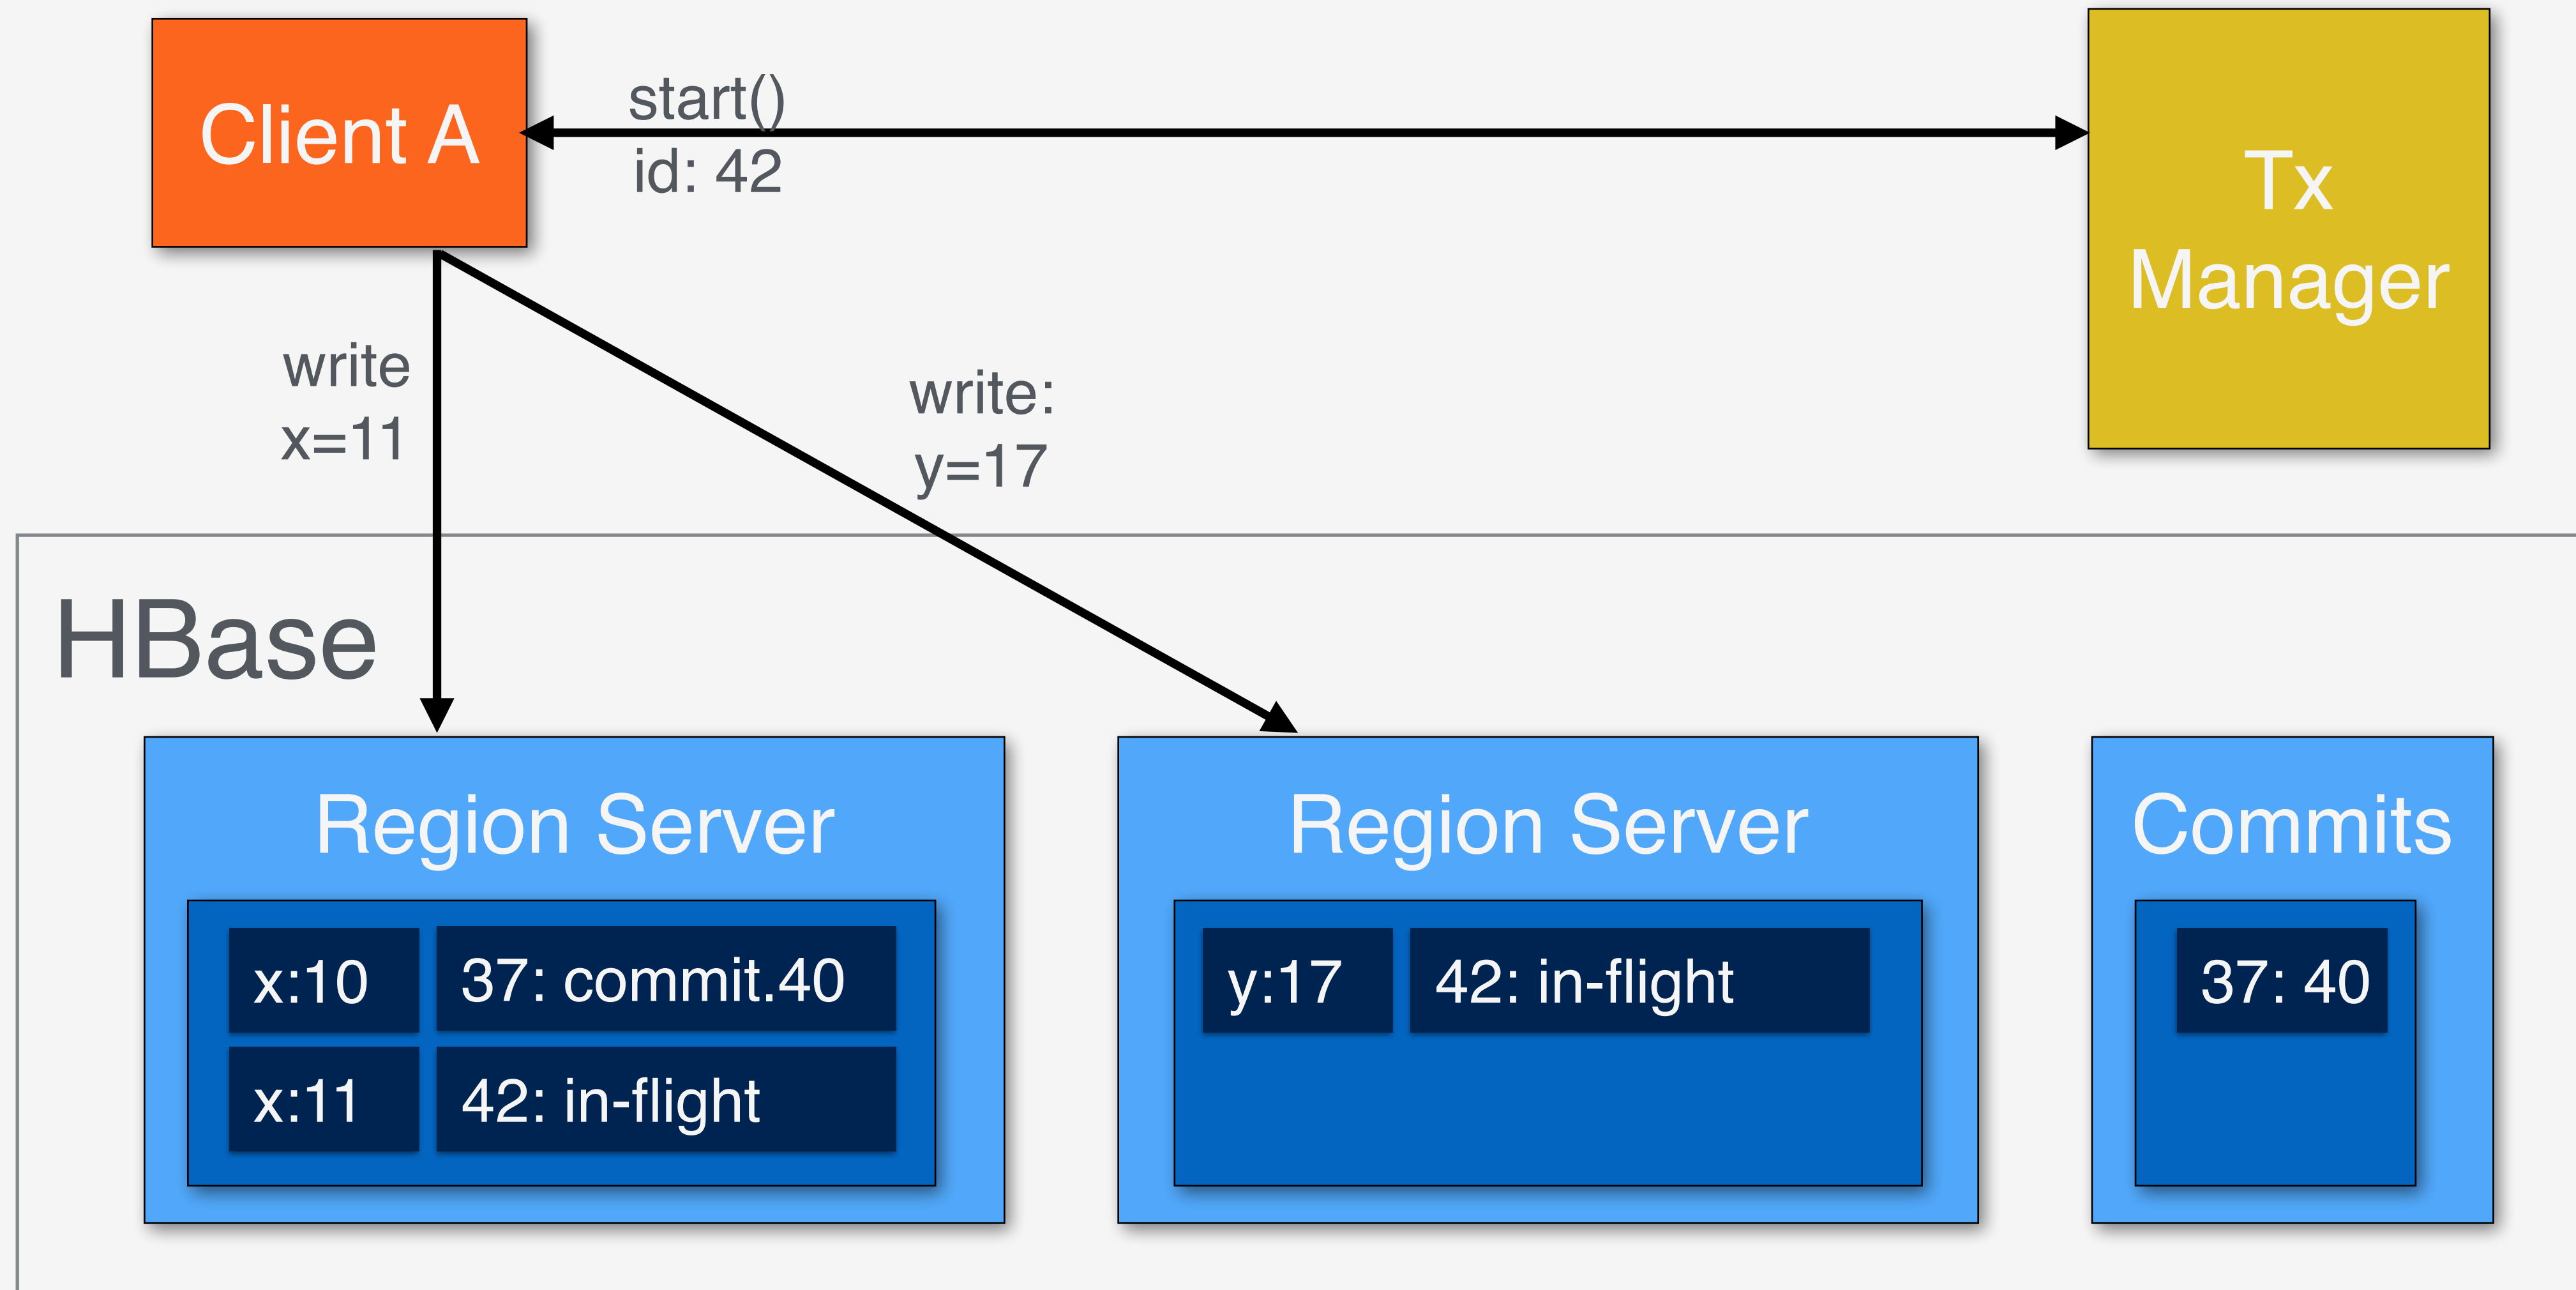 Client A
start()
id: 42
Tx
Manager
write
x=11
write:
y=17
HBase
Region Server
x:10
37: commit.40
x:11
42: in-flight
Region Server
y:17
42: in-flight
Commits
37: 40